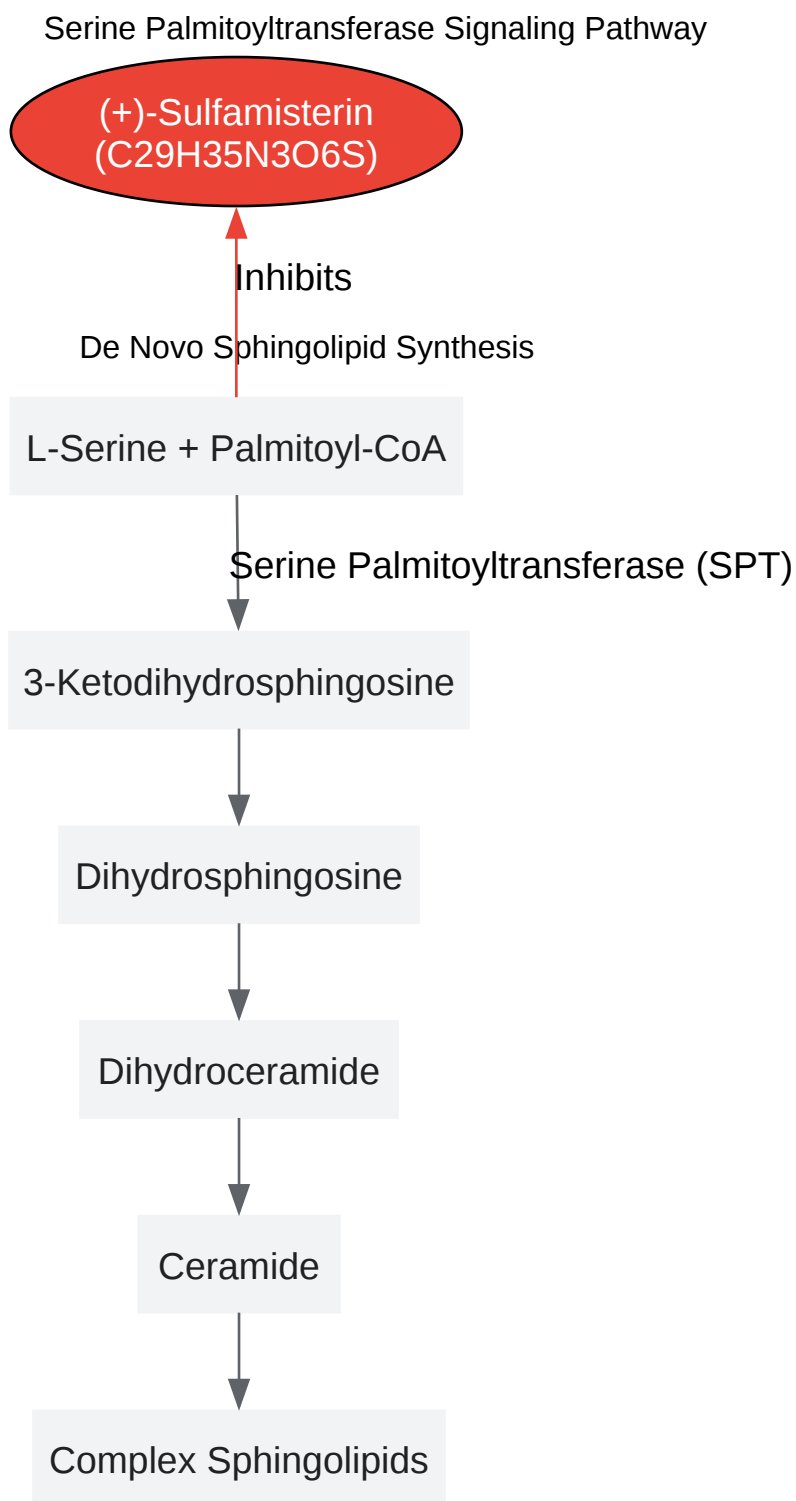 Serine Palmitoyltransferase Signaling Pathway
(+)-Sulfamisterin
(C29H35N3O6S)
Inhibits
De Novo Sphingolipid Synthesis
L-Serine + Palmitoyl-CoA
Serine Palmitoyltransferase (SPT)
3-Ketodihydrosphingosine
Dihydrosphingosine
Dihydroceramide
Ceramide
Complex Sphingolipids